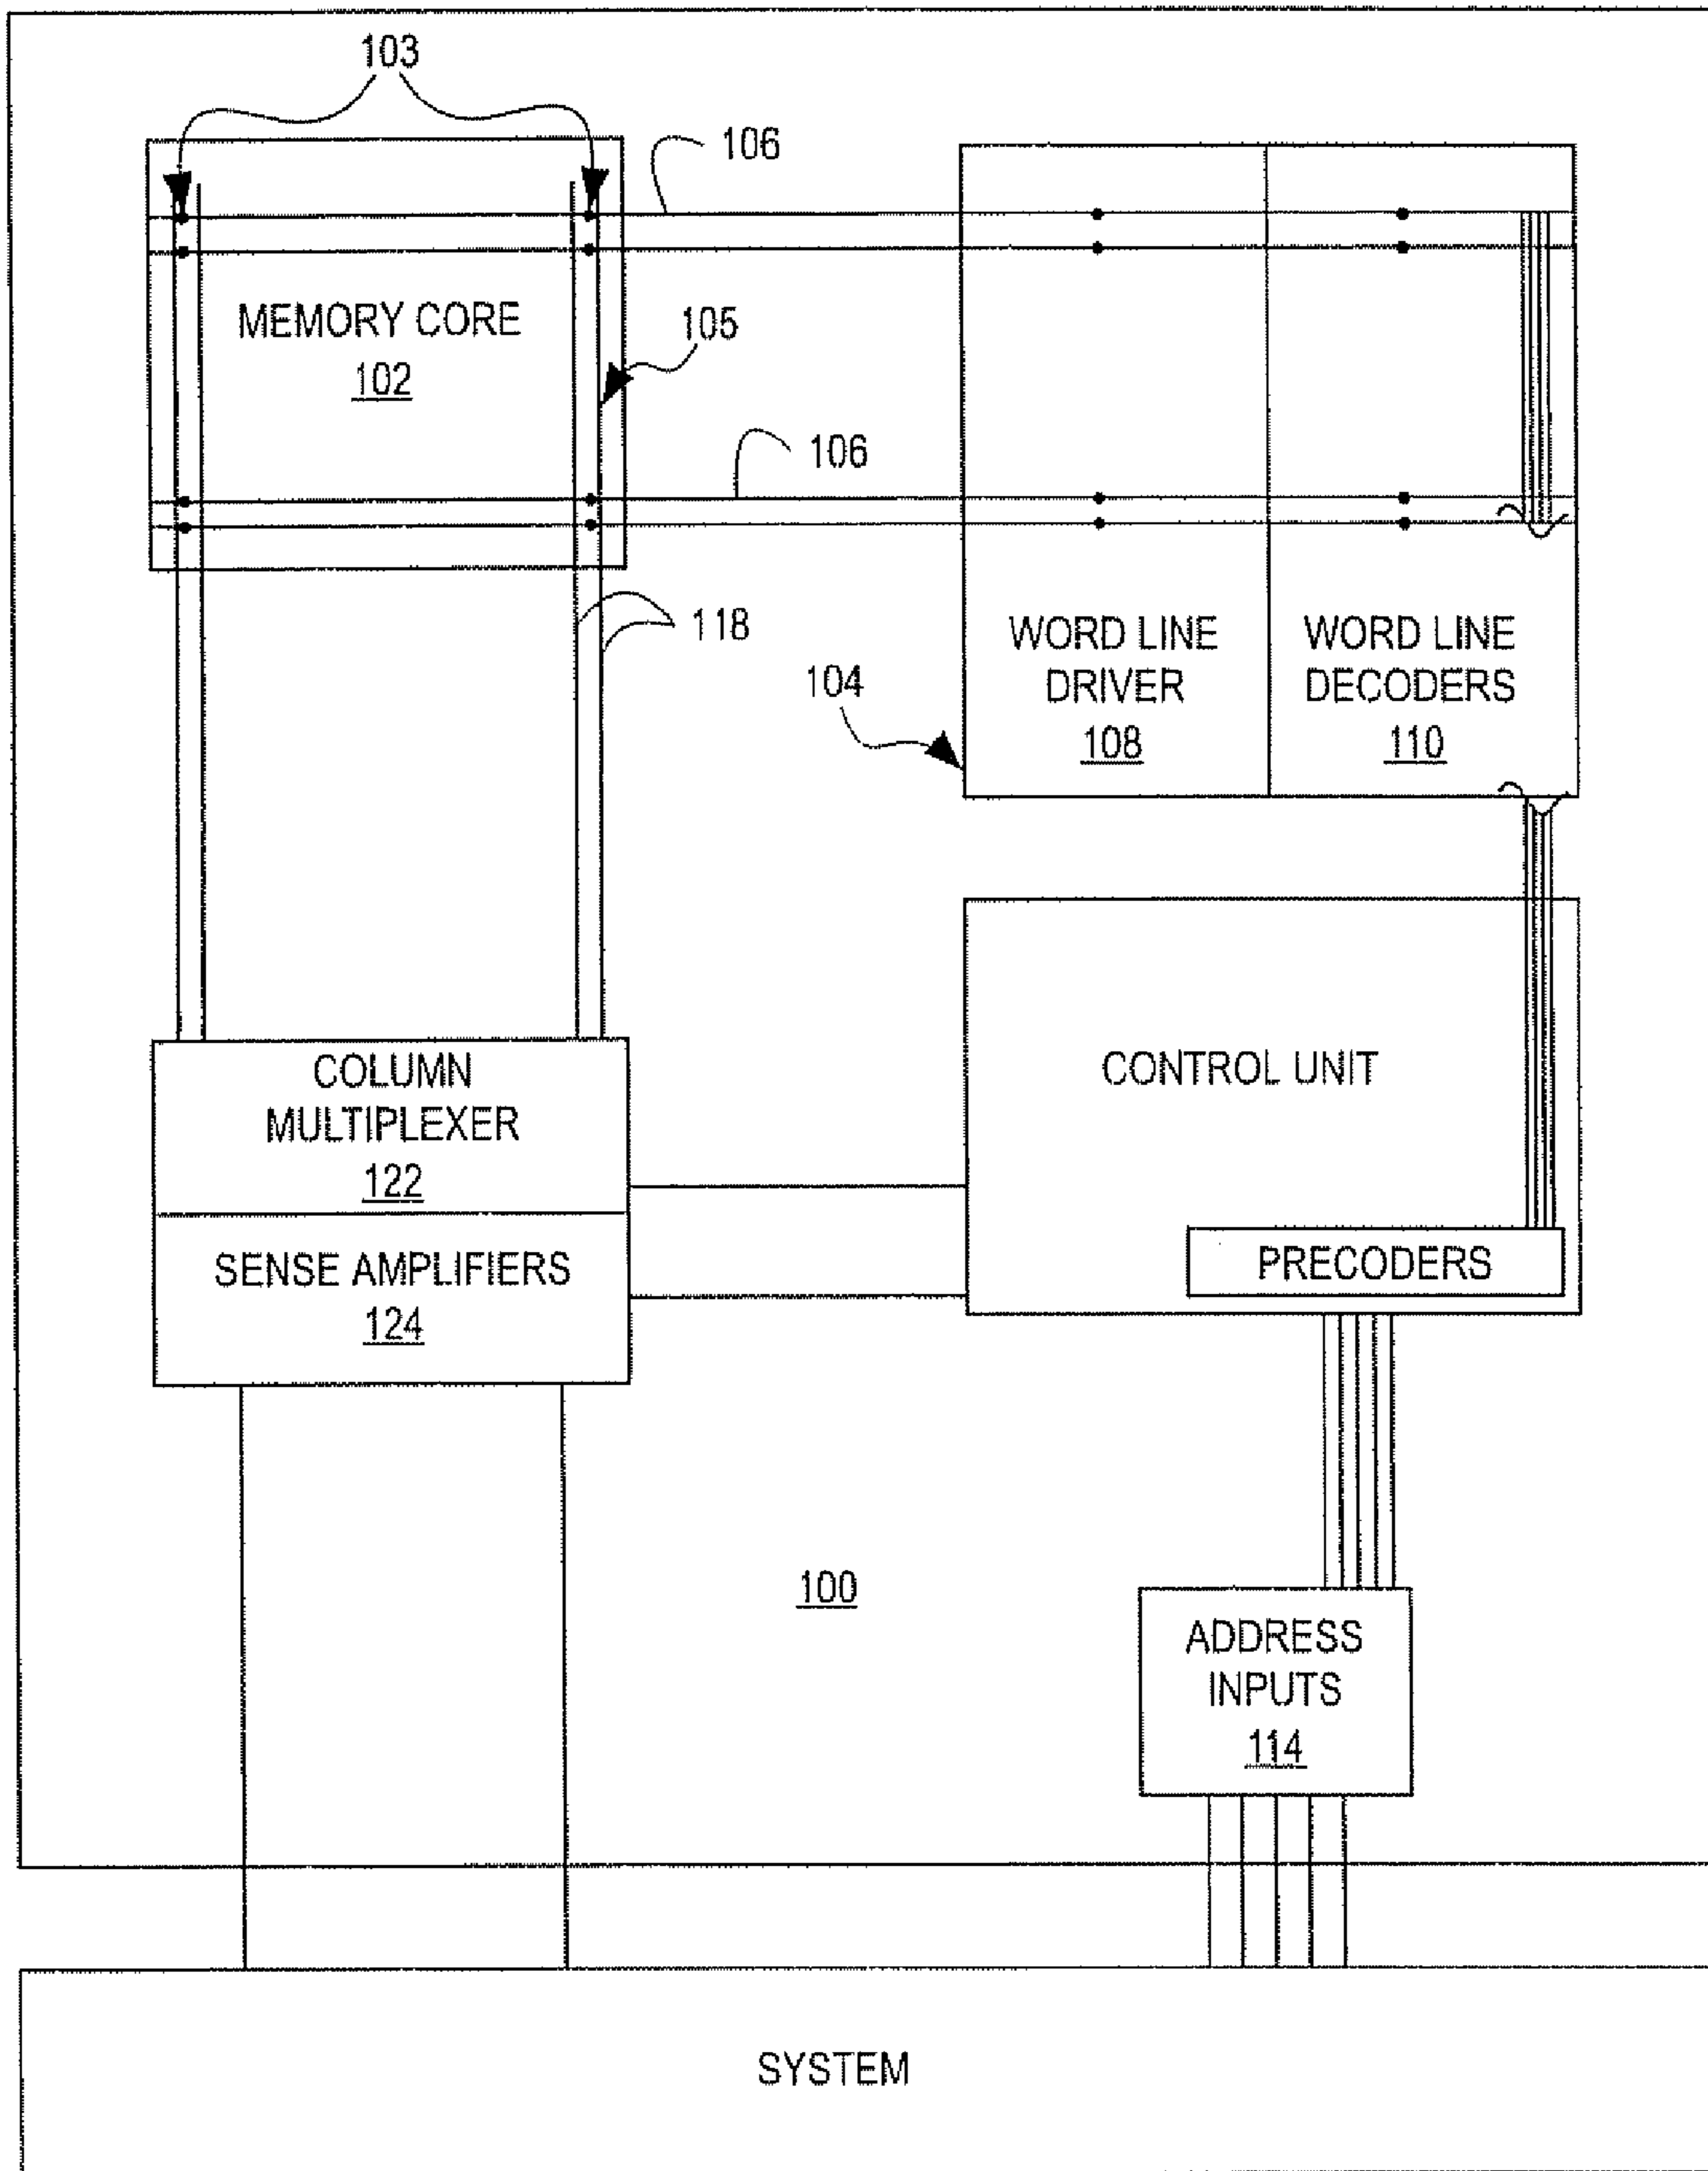 103
106
MEMORY CORE
102
105
106
118
WORD LINE
DRIVER
108
WORD LINE
DECODERS
110
104
COLUMN
MULTIPLEXER
122
CONTROL UNIT
SENSE AMPLIFIERS
124
PRECODERS
100
ADDRESS
INPUTS
114
SYSTEM